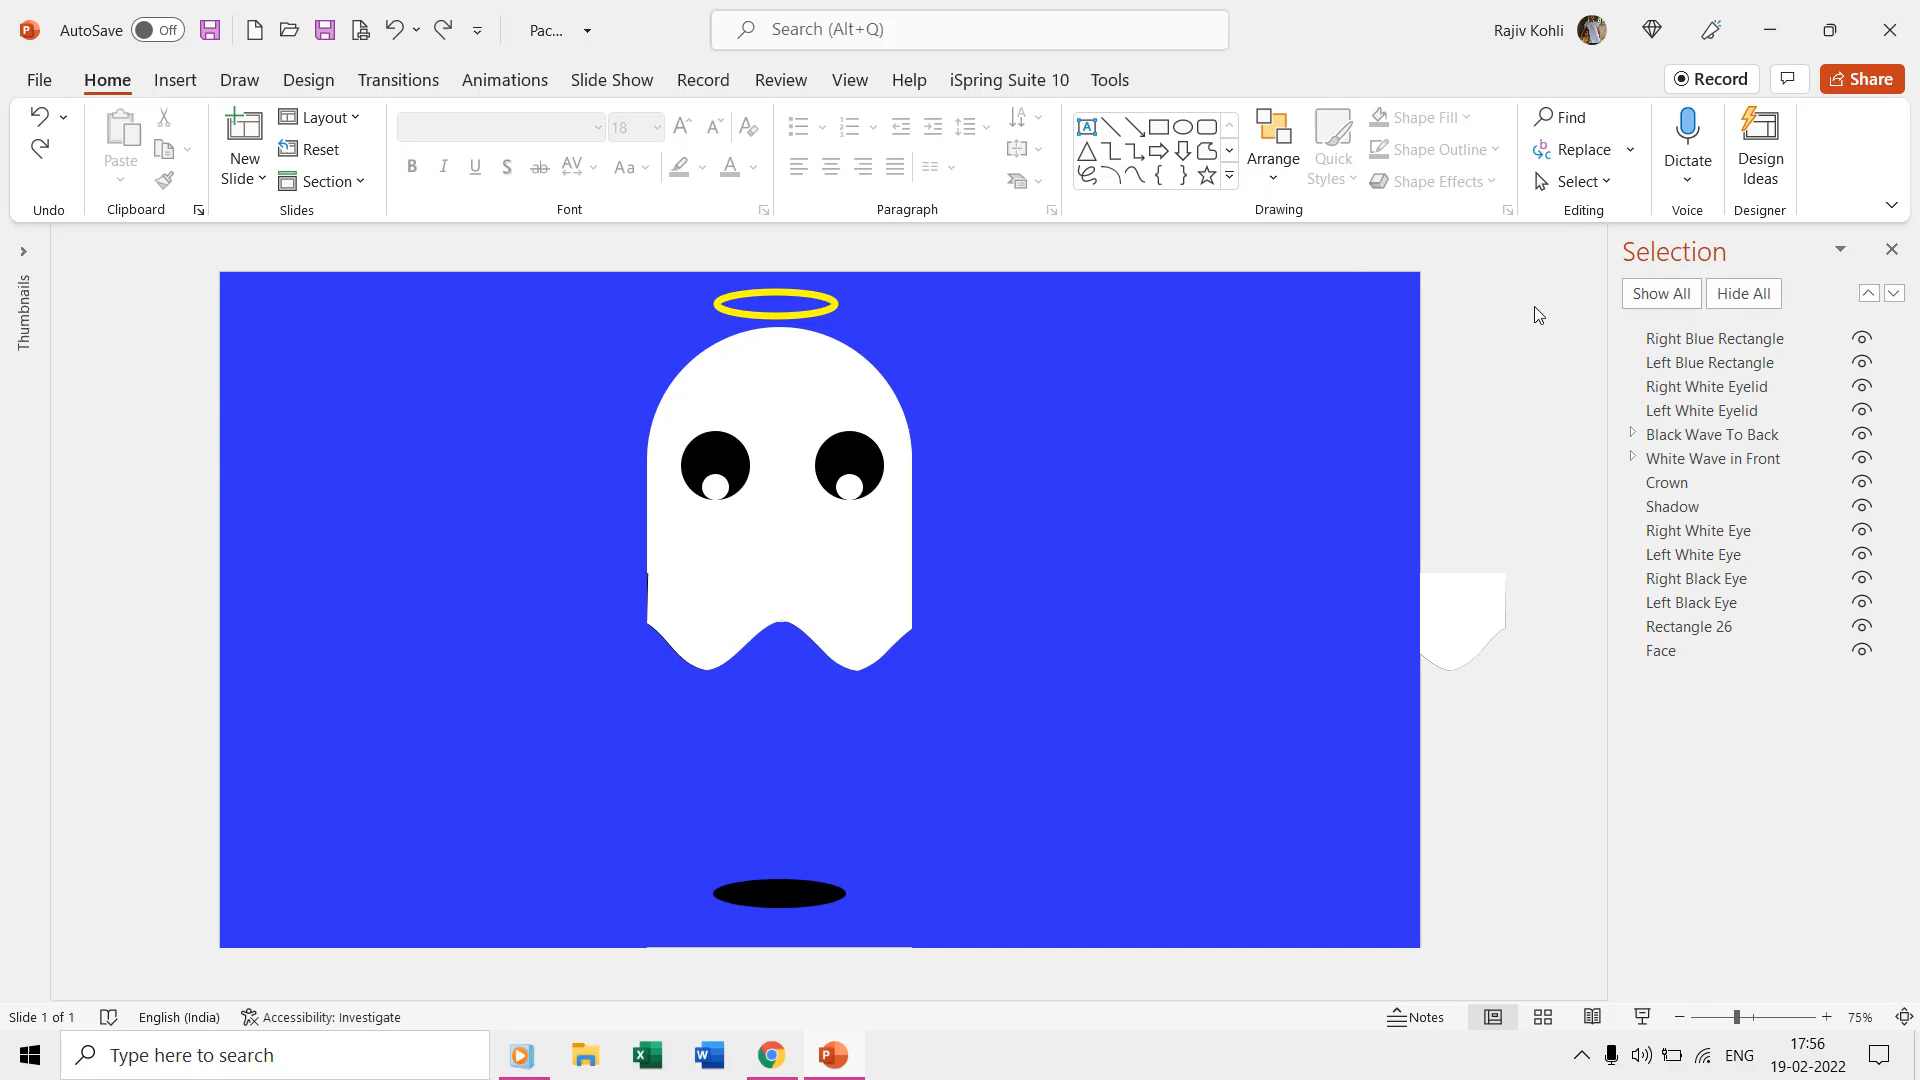 AutoSave Off Pac... Search (Alt+Q) Rajiv Kohli
File Home Insert Draw Design Transitions Animations Slide Show Record Review View Help iSpring Suite 10 Tools Record Share
Paste New Slide Layout Reset Section 18 Arrange Quick Styles Shape Fill Shape Outline Shape Effects Find Replace Select Dictate Design Ideas
Undo Clipboard Slides Font Paragraph Drawing Editing Voice Designer
Thumbnails
Selection
Show All Hide All
Right Blue Rectangle
Left Blue Rectangle
Right White Eyelid
Left White Eyelid
Black Wave To Back
White Wave in Front
Crown
Shadow
Right White Eye
Left White Eye
Right Black Eye
Left Black Eye
Rectangle 26
Face
Slide 1 of 1 English (India) Accessibility: Investigate Notes 75%
Type here to search ENG 17:56
19-02-2022